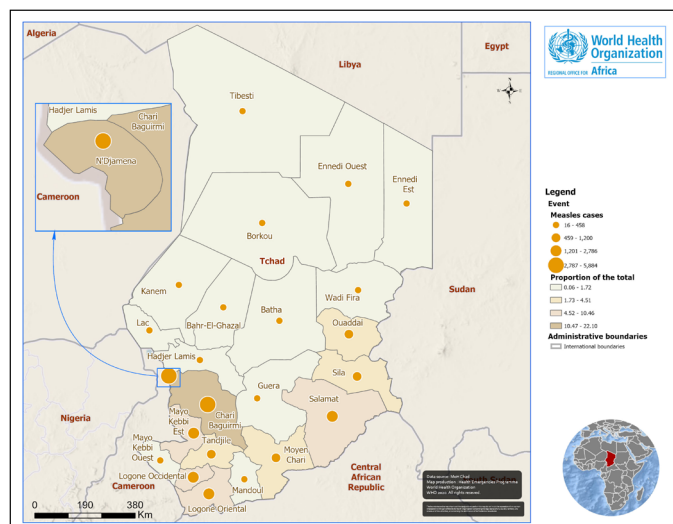 Algeria
Egypt
Libya
World Health
Organization
REGIONAL OFFICE FOR Africa
Tibesti
Hadjer Lamis
Chari
Baguirmi
N'Djamena
Cameroon
Ennedi Ouest
Ennedi
Est
Borkou
Tchad
Sudan
Kanem
Wadi Fira
Lac
Bahr-El-Ghazal
Batha
Ouaddai
Hadjer Lamis
Sila
Guera
Salamat
Nigeria
Mayo
Kebbi
Est
Chari
Baguirmi
Mayo
Kebbi
Ouest
Tandjile
Moyen
Chari
Logone Occidental
Mandoul
Cameroon
Logone Oriental
Central
African
Republic
0 190 380
Km
Legend
Event
Measles cases
16 - 458
459 - 1,200
1,201 - 2,786
2,787 - 5,884
Proportion of the total
0.06 - 1.72
1.73 - 4.51
4.52 - 10.46
10.47 - 22.10
Administrative boundaries
International boundaries
Map production : Health Emergencies Programme
World Health Organization